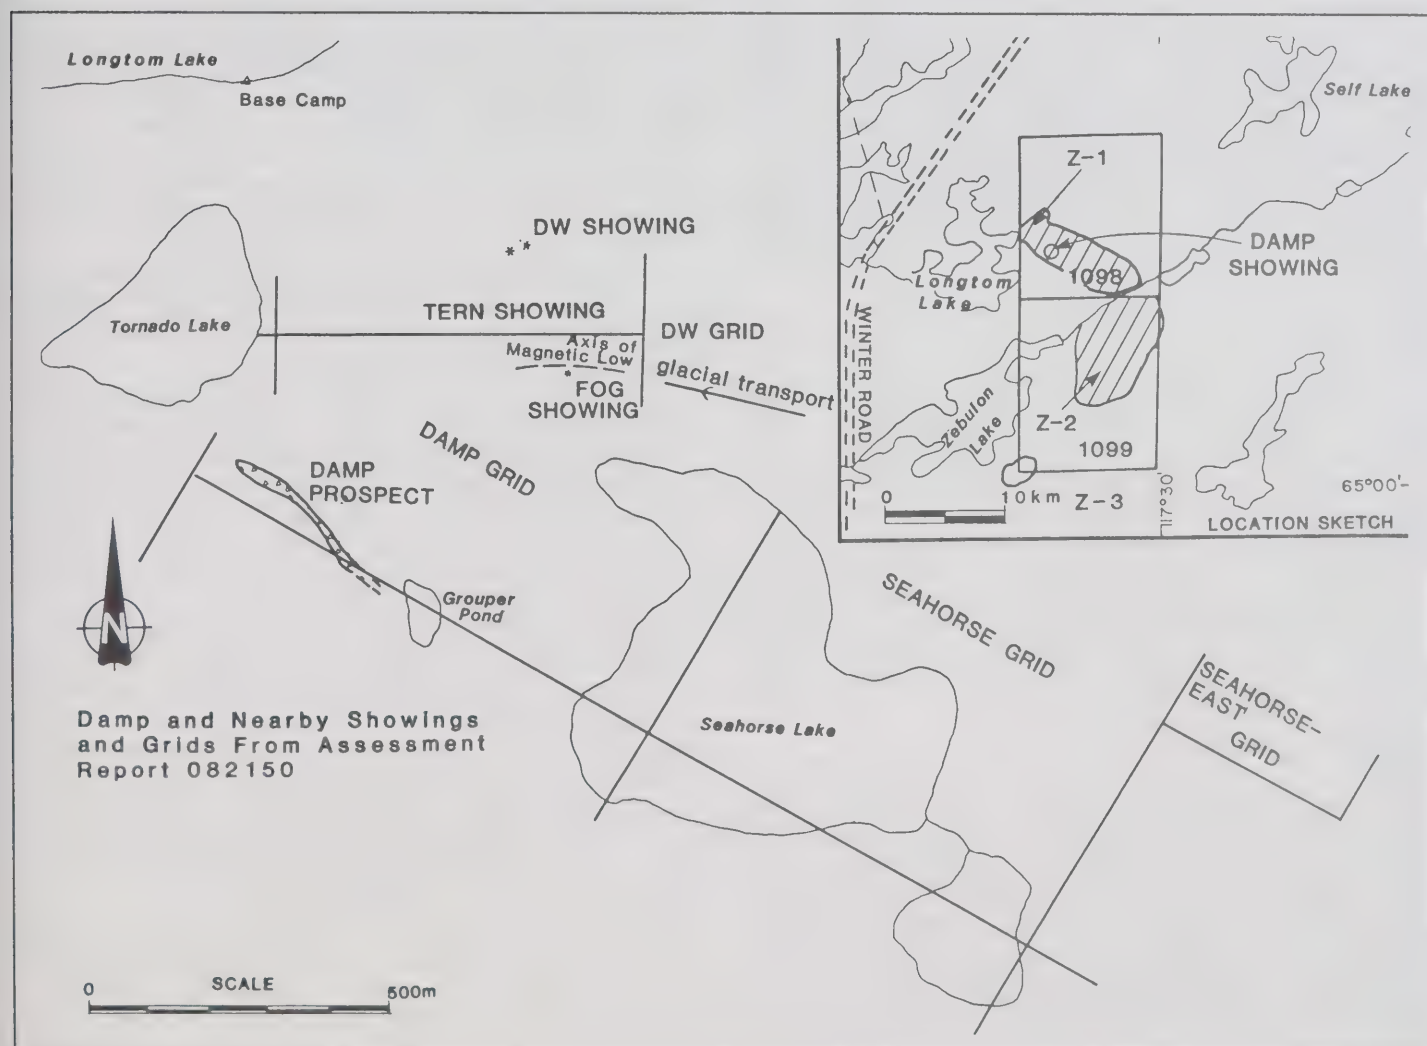 Longtom Lake
Base Camp
DW SHOWING
TERN SHOWING
Tornado Lake
DW GRID
Axis of
Magnetic Low
FOG
SHOWING
glacial transport
DAMP GRID
DAMP
PROSPECT
Grouper
Pond
N
SEAHORSE GRID
Seahorse Lake
SEAHORSE-
EAST
GRID
Damp and Nearby Showings
and Grids From Assessment
Report 082150
SCALE
0 500m
Self Lake
Z-1
DAMP
SHOWING
1098
Longtom
Lake
WINTER ROAD
Zebulon
Lake
Z-2
1099
0 10km
Z-3
117°30'
65°00'
LOCATION SKETCH